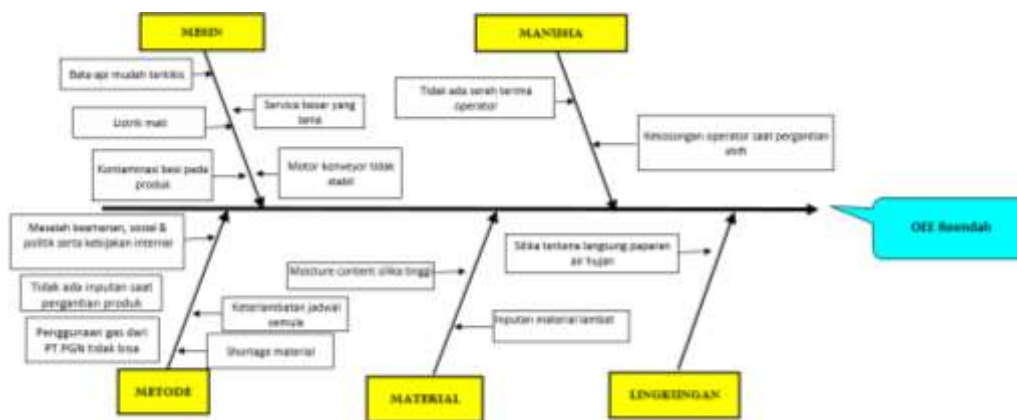 MESIN
MANUSIA
Bata api mudah terkikis
Service besar yang
lama
Listrik mati
Kontaminasi besi pada
produk
Motor konveyor tidak
stabil
Tidak ada serah terima
operator
Kekosongan operator saat pergantian
shift
OEE Reendah
Masalah keamanan, sosial &
politik serta kebijakan internal
Tidak ada inputan saat
pergantian produk
Penggunaan gas dari
PT PGN tidak bisa
Keterlambatan jadwal
semula
Shortage material
Moisture content silika tinggi
Inputan material lambat
Silika terkena langsung paparan
air hujan
METODE
MATERIAL
LINGKUNGAN